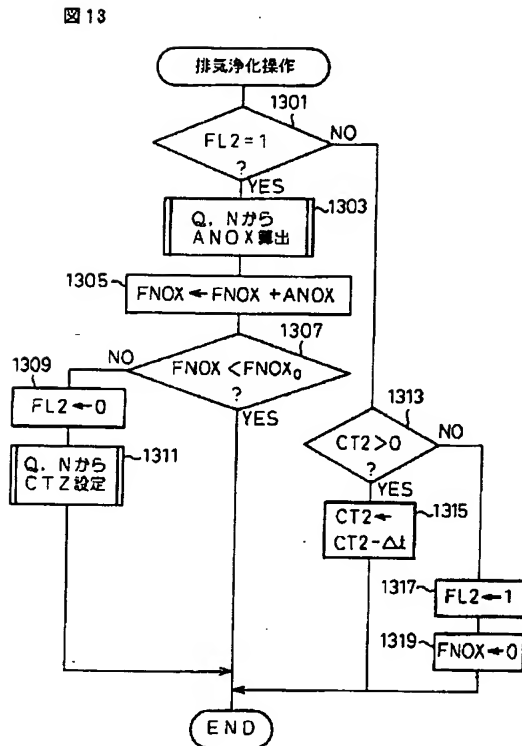 図13
排気浄化操作
1301
FL2=1
?
NO
YES
Q, Nから
ANOX算出
1303
1305
FNOX←FNOX+ANOX
1307
FNOX<FNOX₀
?
NO
YES
1309
FL2←0
Q, Nから
CTZ設定
1311
1313
CT2>0
?
NO
YES
CT2←
CT2-Δt
1315
1317
FL2←1
1319
FNOX←0
END